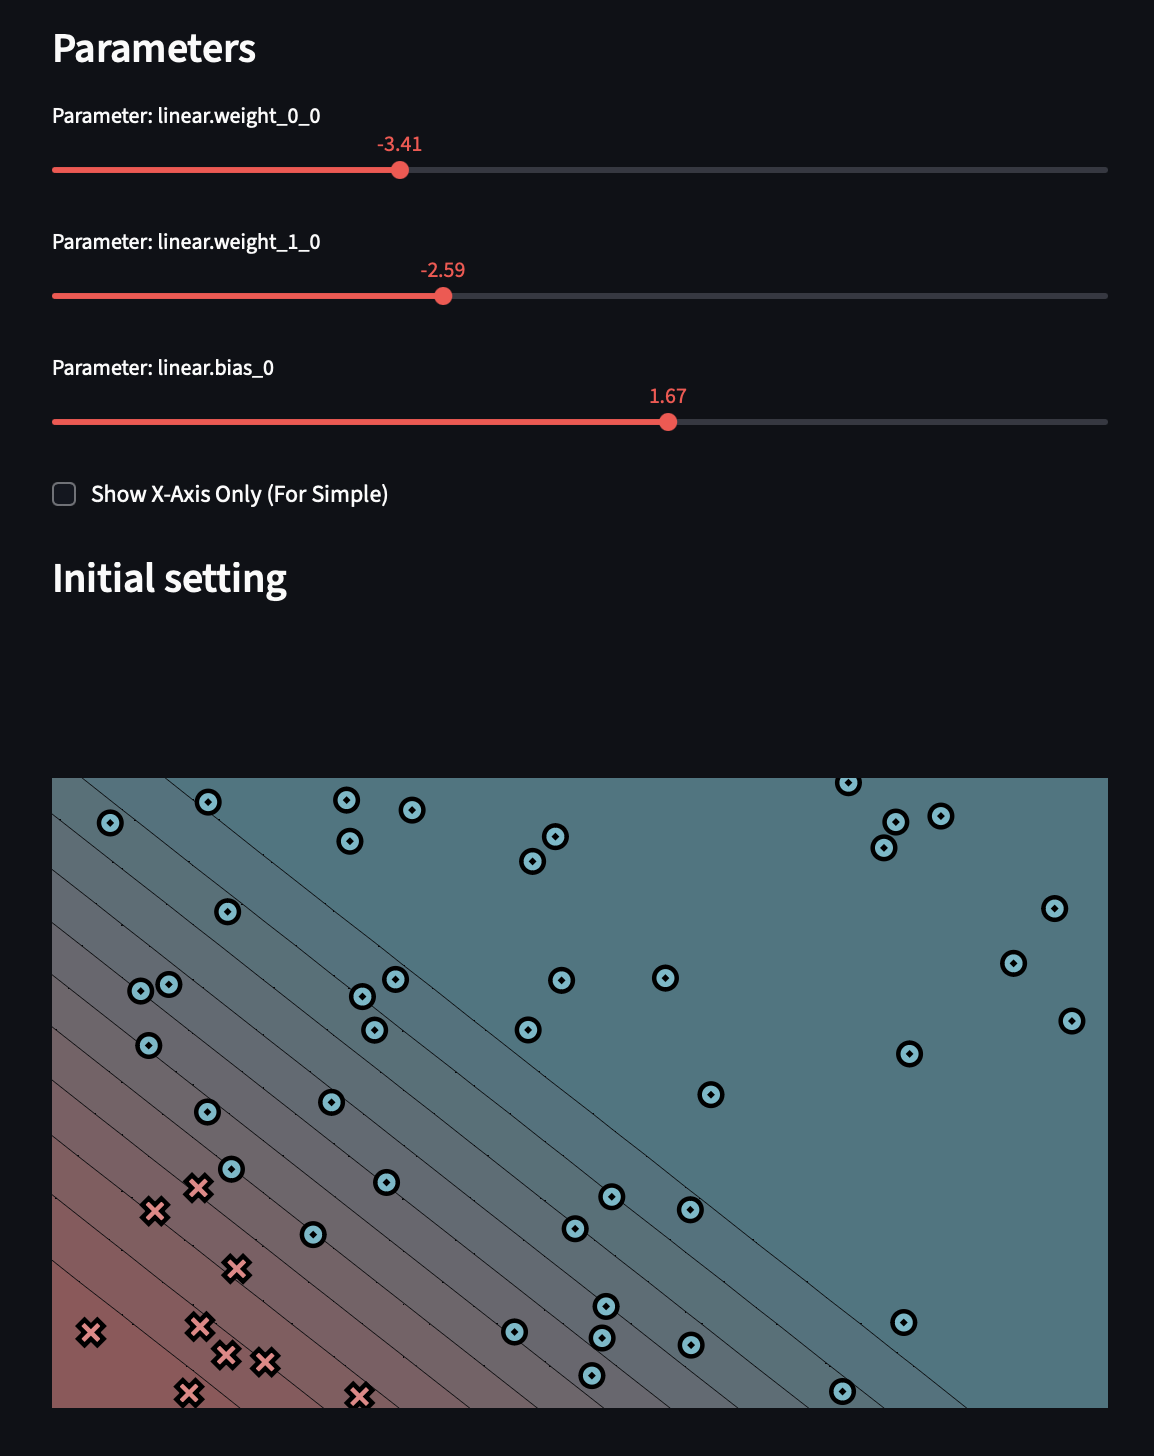 Parameters
Parameter: linear.weight_0_0
-3.41
Parameter: linear.weight_1_0
-2.59
Parameter: linear.bias_0
1.67
Show X-Axis Only (For Simple)
Initial setting